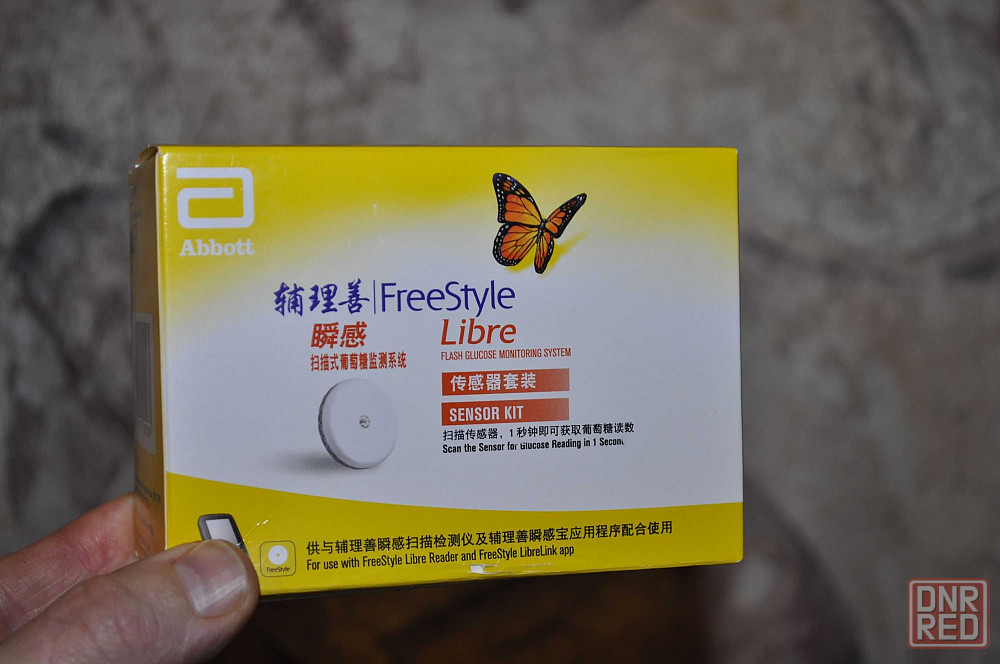 Abbott
辅理善|FreeStyle
瞬感 Libre
FLASH GLUCOSE MONITORING SYSTEM
扫描式葡萄糖监测系统
传感器套装
SENSOR KIT
扫描传感器，1秒钟即可获取葡萄糖读数
Scan the Sensor for Glucose Reading in 1 Second.
供与辅理善瞬感扫描检测仪及辅理善瞬感宝应用程序配合使用
For use with FreeStyle Libre Reader and FreeStyle LibreLink app
FreeStyle
DNR
RED